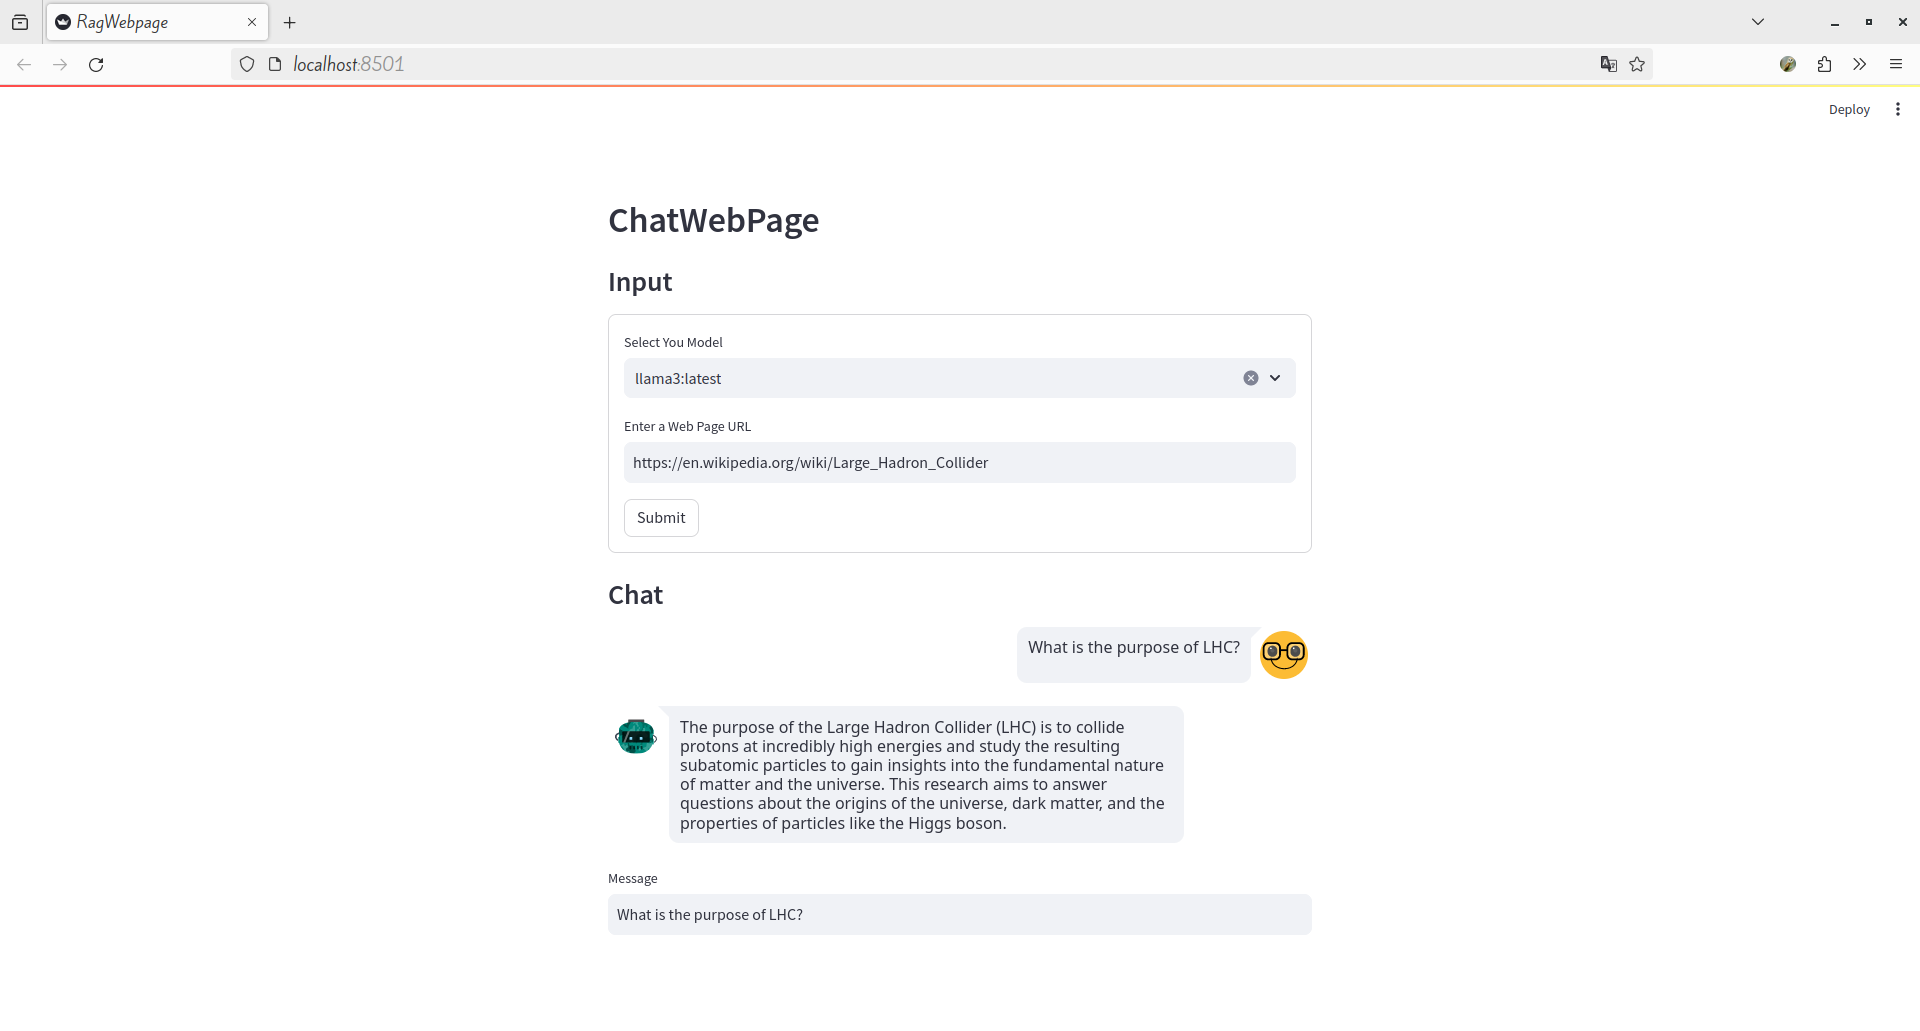 RagWebpage
localhost:8501
Deploy
ChatWebPage
Input
Select You Model
llama3:latest
Enter a Web Page URL
https://en.wikipedia.org/wiki/Large_Hadron_Collider
Submit
Chat
What is the purpose of LHC?
The purpose of the Large Hadron Collider (LHC) is to collide
protons at incredibly high energies and study the resulting
subatomic particles to gain insights into the fundamental nature
of matter and the universe. This research aims to answer
questions about the origins of the universe, dark matter, and the
properties of particles like the Higgs boson.
Message
What is the purpose of LHC?